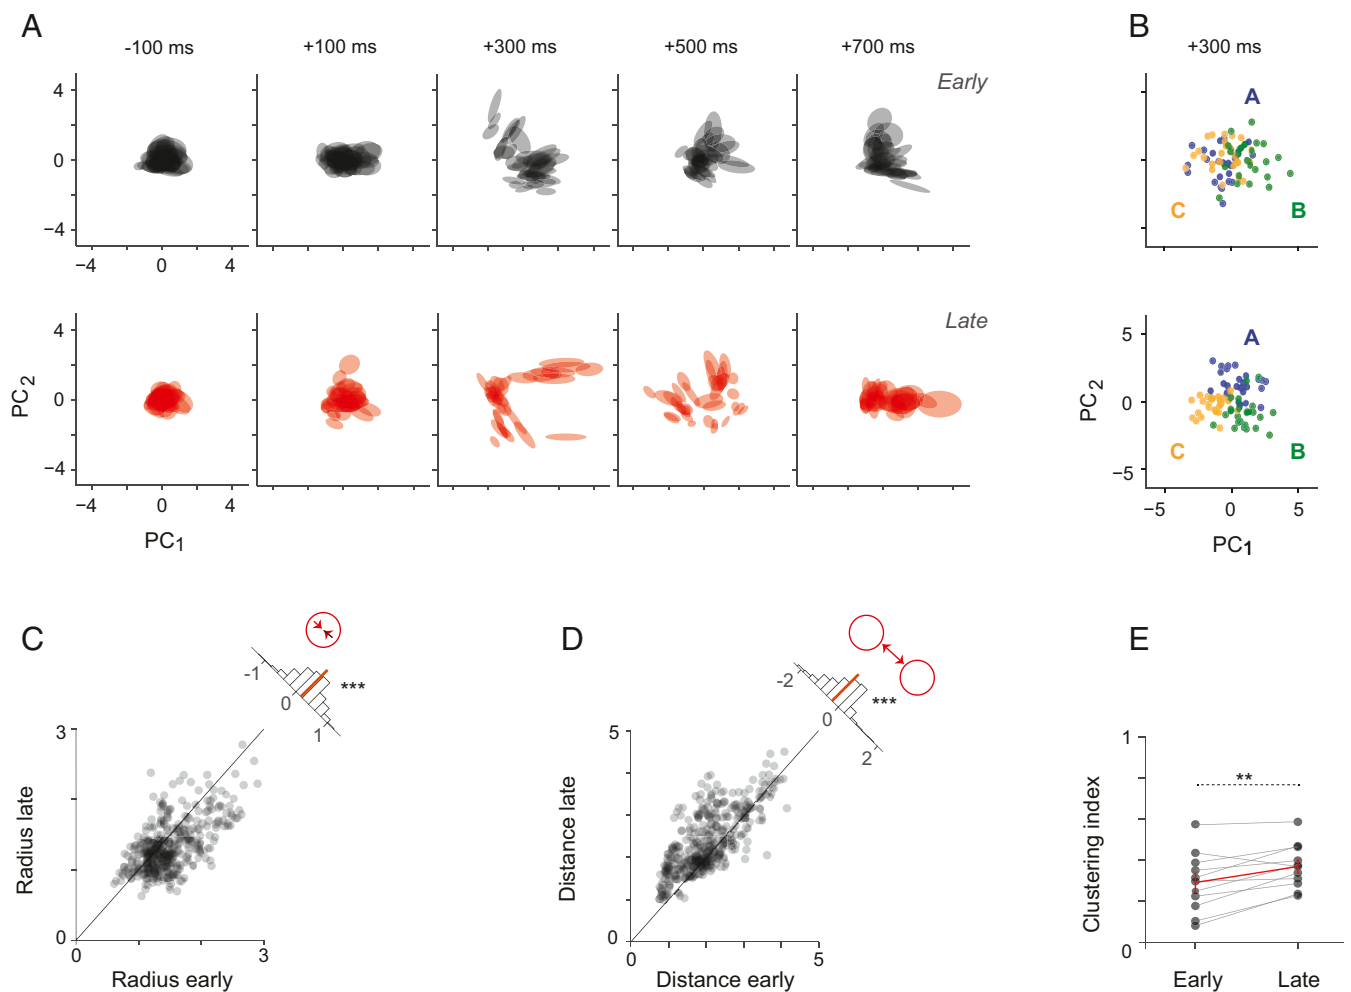 A
-100 ms
+100 ms
+300 ms
+500 ms
+700 ms
B
+300 ms
Early
4
0
−4
−4
0
4
A
C
B
Late
PC2
4
0
−4
−4
0
4
PC1
PC2
5
0
−5
A
C
B
−5
0
5
PC1
C
-1
0
1
***
3
0
0
3
Radius late
Radius early
D
-2
0
2
***
5
0
0
5
Distance late
Distance early
E
1
0
**
Clustering index
Early
Late